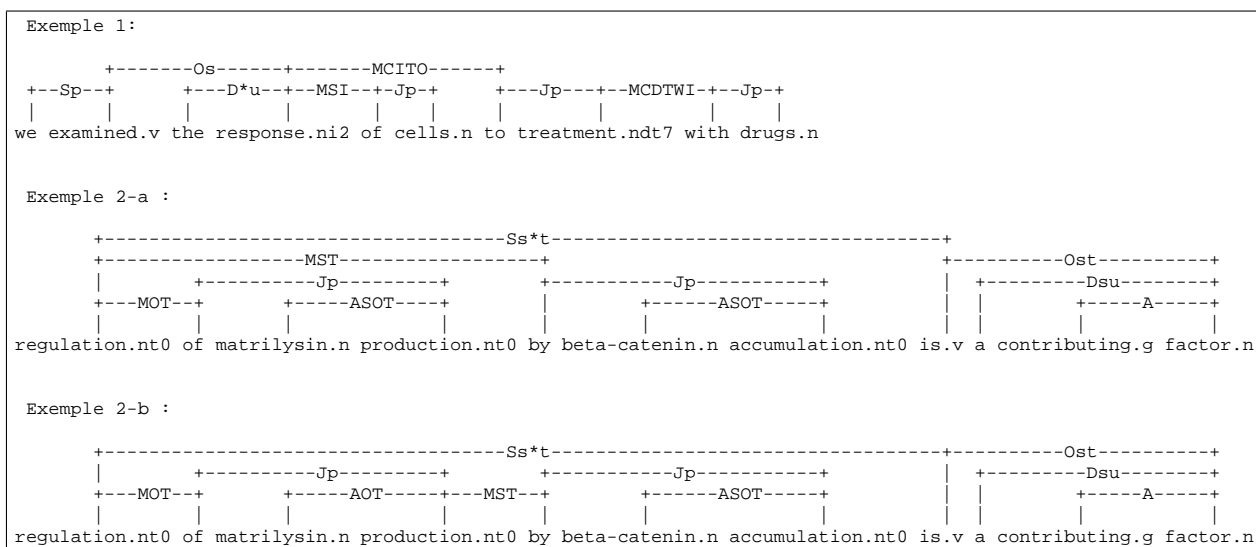 Exemple 1:
+-------Os------+-------MCITO------+
+--Sp--+ +---D*u--+--MSI--+-Jp-+ +---Jp---+--MCDTWI-+--Jp-+
| | | | | | | | | |
we examined.v the response.ni2 of cells.n to treatment.ndt7 with drugs.n
Exemple 2-a :
+------------------------------------Ss*t-----------------------------------+
+------------------MST------------------+ +----------Ost----------+
| +----------Jp---------+ +-----------Jp-----------+ | +---------Dsu------+
+---MOT--+ +-----ASOT----+ | +-----ASOT-----+ | | +-----A-----+
| | | | | | | | | | |
regulation.nt0 of matrilysin.n production.nt0 by beta-catenin.n accumulation.nt0 is.v a contributing.g factor.n
Exemple 2-b :
+------------------------------------Ss*t-----------------------------------+----------Ost----------+
| +----------Jp---------+ +-----------Jp-----------+ | +---------Dsu------+
+---MOT--+ +-----AOT-----+---MST---+ +-----ASOT-----+ | | +-----A-----+
| | | | | | | | | | |
regulation.nt0 of matrilysin.n production.nt0 by beta-catenin.n accumulation.nt0 is.v a contributing.g factor.n